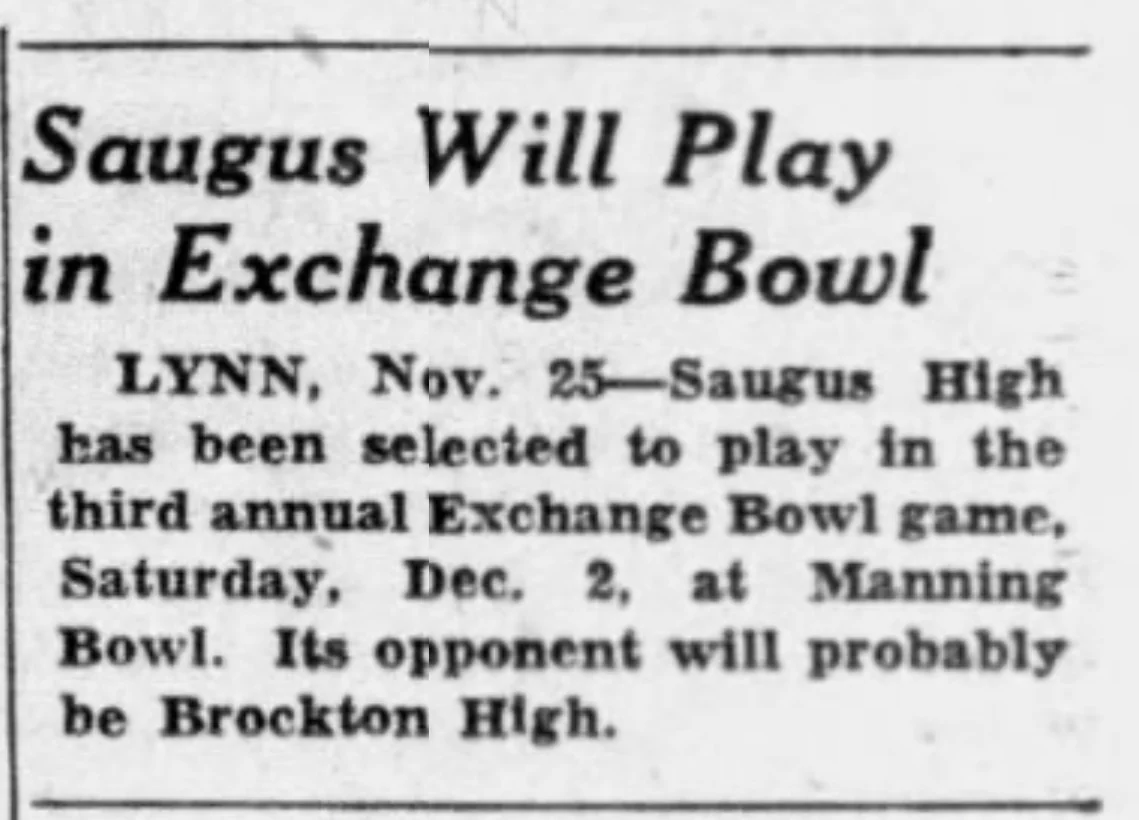 Saugus Will Play
in Exchange Bowl
LYNN, Nov. 25—Saugus High
has been selected to play in the
third annual Exchange Bowl game,
Saturday, Dec. 2, at Manning
Bowl. Its opponent will probably
be Brockton High.